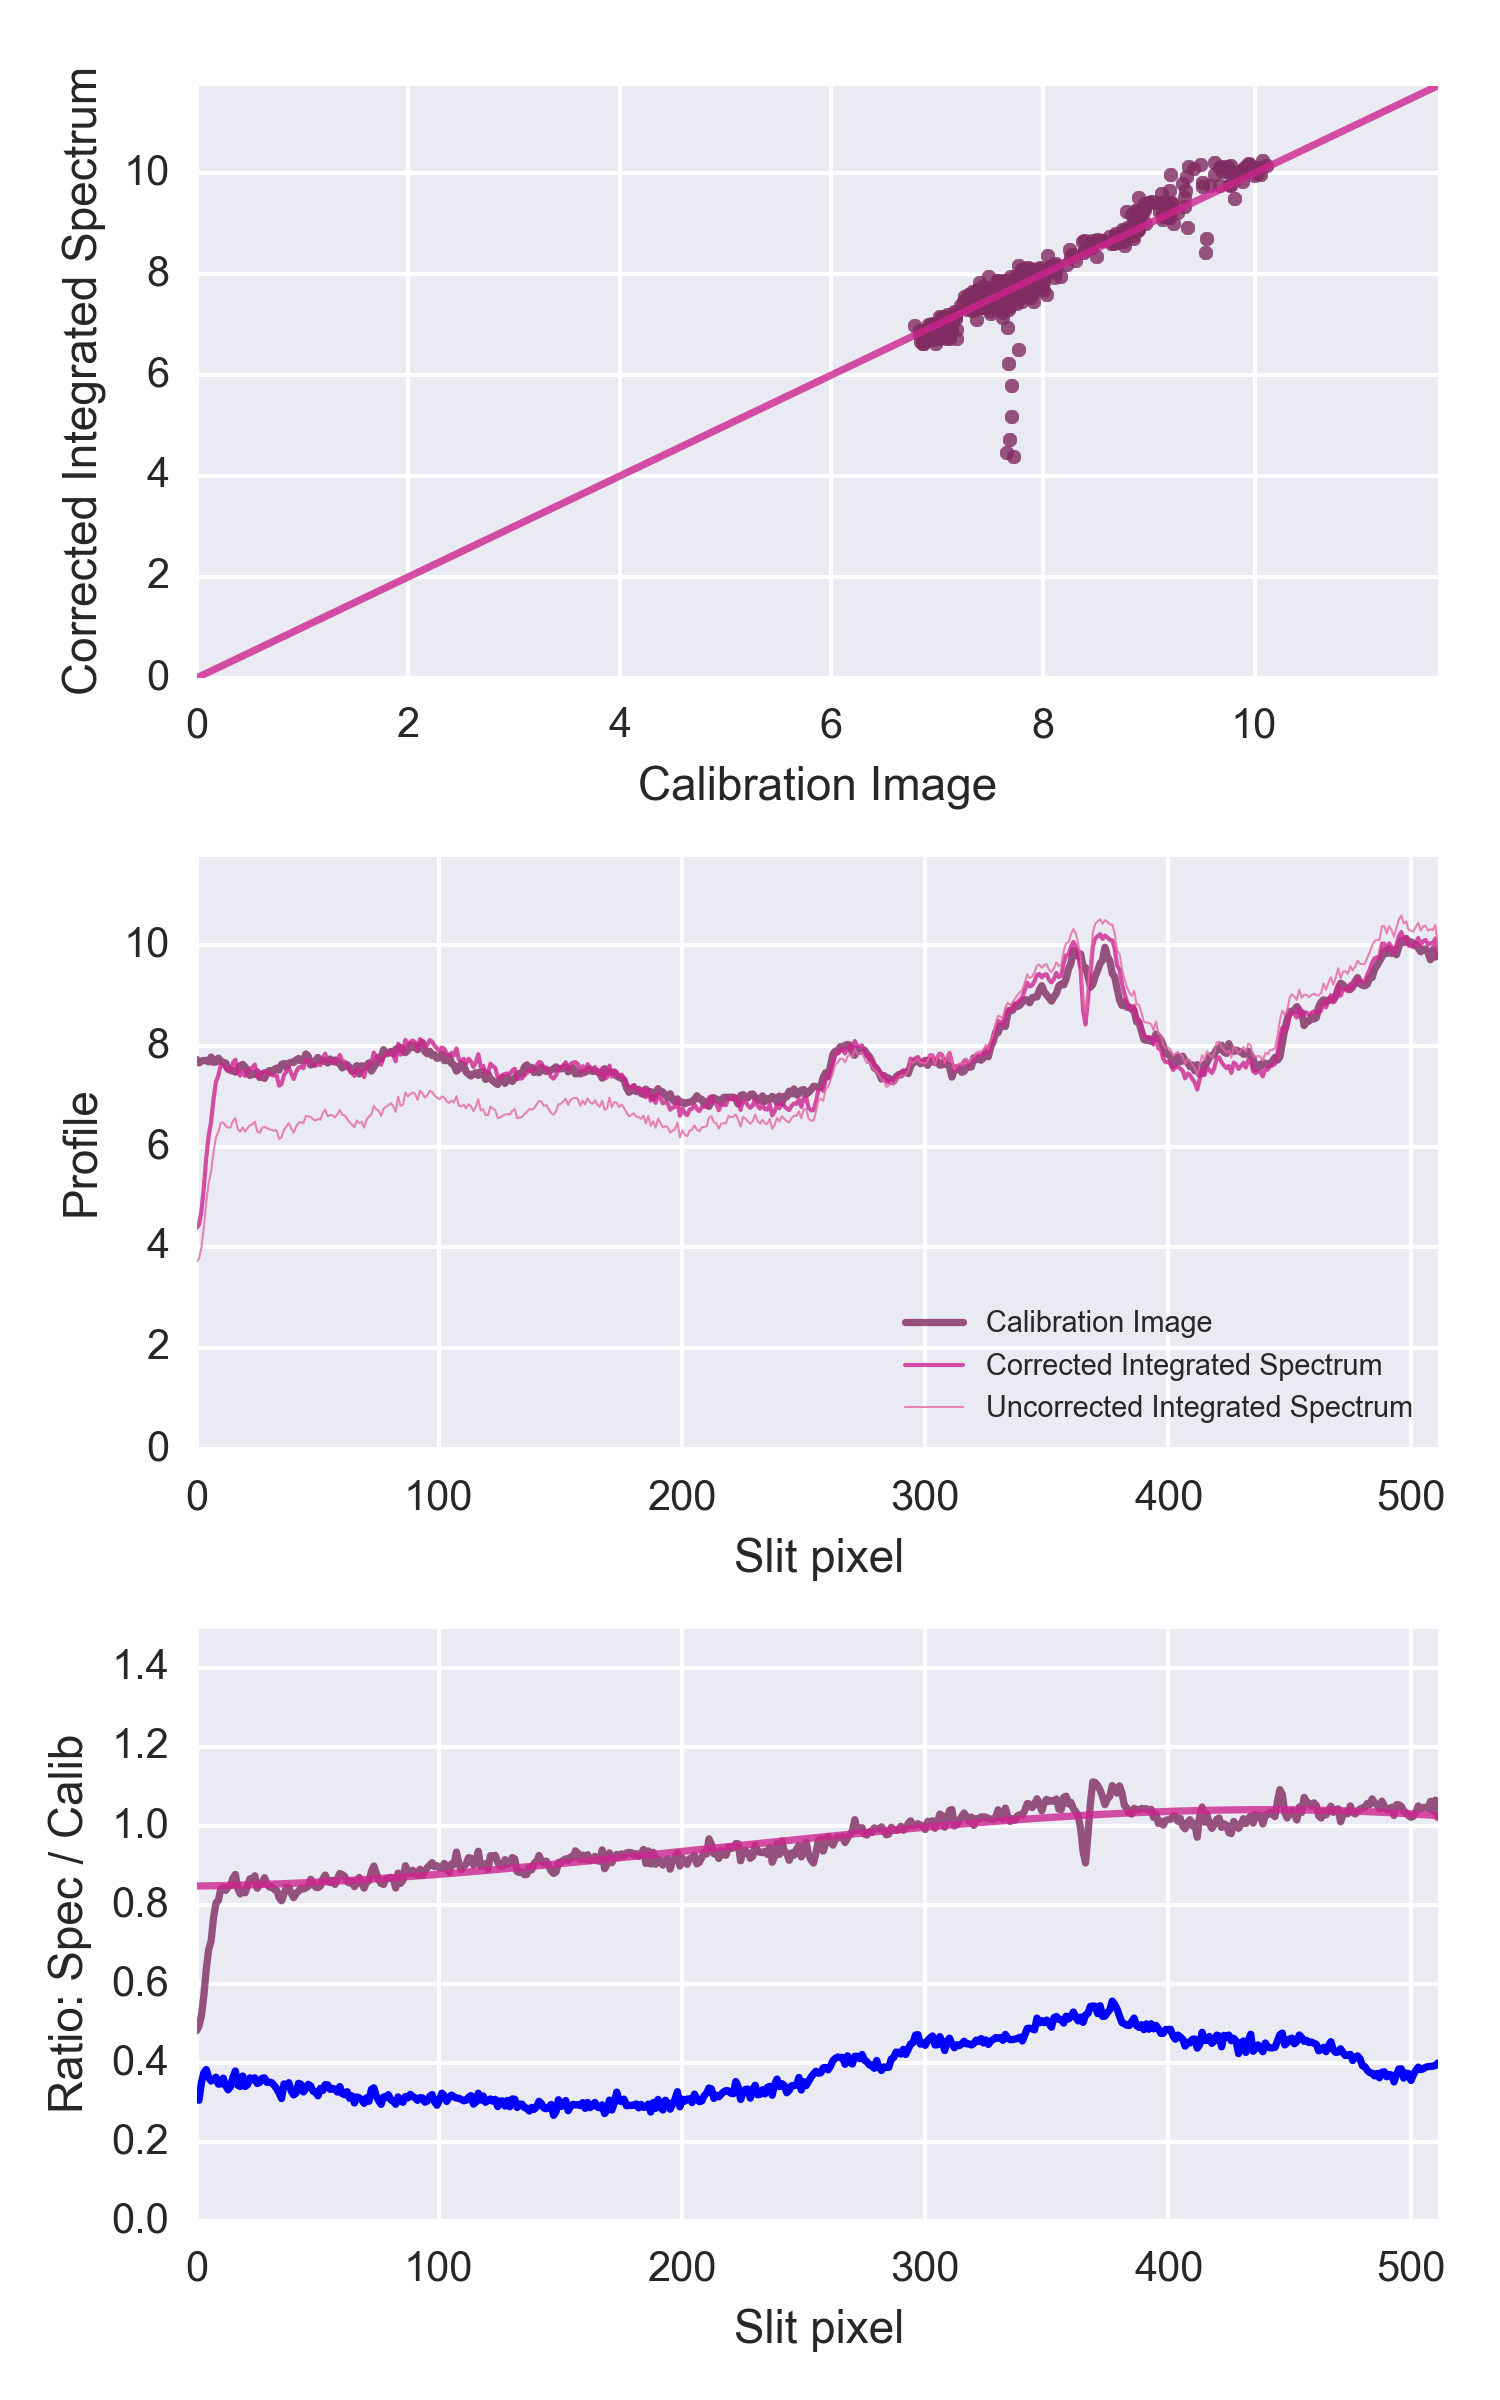 Corrected Integrated Spectrum
10
8
6
4
2
0
0 2 4 6 8 10
Calibration Image
Profile
10
8
6
4
2
0
Calibration Image
Corrected Integrated Spectrum
Uncorrected Integrated Spectrum
0 100 200 300 400 500
Slit pixel
Ratio: Spec / Calib
1.4
1.2
1.0
0.8
0.6
0.4
0.2
0.0
0 100 200 300 400 500
Slit pixel